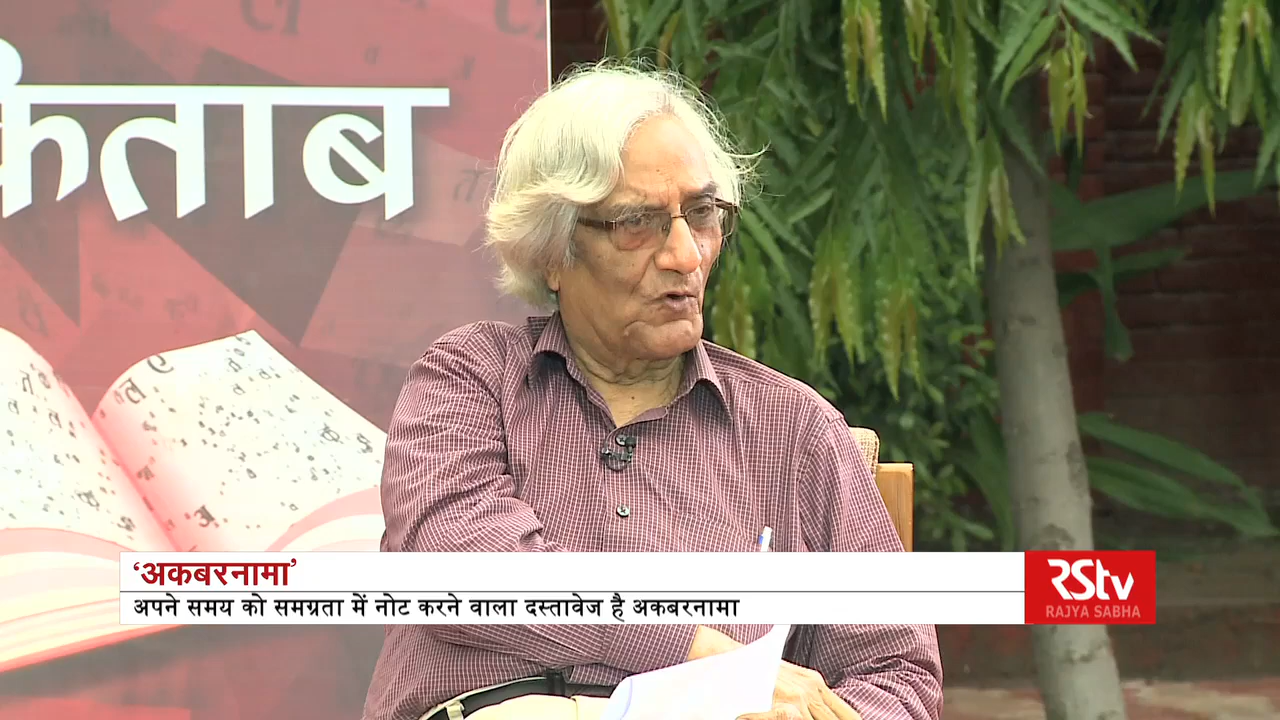 किताब
‘अकबरनामा’
अपने समय को समग्रता में नोट करने वाला दस्तावेज है अकबरनामा
RStv
RAJYA SABHA